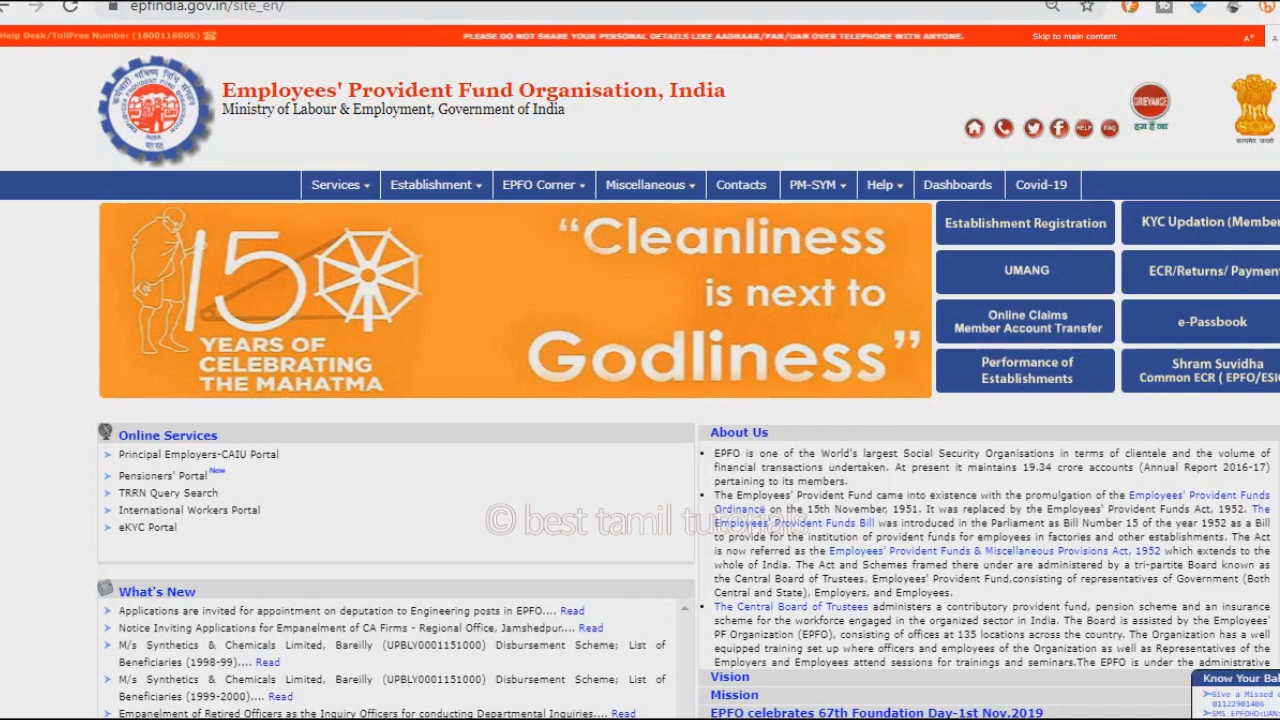 epfindia.gov.in/site_en/
Help Desk/TollFree Number (1800118005)
PLEASE DO NOT SHARE YOUR PERSONAL DETAILS LIKE AADHAAR/PAN/UAN OVER TELEPHONE WITH ANYONE.
Skip to main content
A+
A
Employees' Provident Fund Organisation, India
Ministry of Labour & Employment, Government of India
GRIEVANCE
HELP
FAQ
Services
Establishment
EPFO Corner
Miscellaneous
Contacts
PM-SYM
Help
Dashboards
Covid-19
150
YEARS OF
CELEBRATING
THE MAHATMA
“Cleanliness
is next to
Godliness”
Establishment Registration
KYC Updation (Member
UMANG
ECR/Returns/ Payment
Online Claims
Member Account Transfer
e-Passbook
Performance of
Establishments
Shram Suvidha
Common ECR ( EPFO/ESIC
Online Services
Principal Employers-CAIU Portal
Pensioners' Portal New
TRRN Query Search
International Workers Portal
eKYC Portal
What's New
Applications are invited for appointment on deputation to Engineering posts in EPFO.... Read
Notice Inviting Applications for Empanelment of CA Firms - Regional Office, Jamshedpur.... Read
M/s Synthetics & Chemicals Limited, Bareilly (UPBLY0001151000) Disbursement Scheme; List of
Beneficiaries (1998-99).... Read
M/s Synthetics & Chemicals Limited, Bareilly (UPBLY0001151000) Disbursement Scheme; List of
Beneficiaries (1999-2000).... Read
Empanelment of Retired Officers as the Inquiry Officers for conducting Departmental Inquiries.... Read
About Us
EPFO is one of the World's largest Social Security Organisations in terms of clientele and the volume of
financial transactions undertaken. At present it maintains 19.34 crore accounts (Annual Report 2016-17)
pertaining to its members.
The Employees' Provident Fund came into existence with the promulgation of the Employees' Provident Funds
Ordinance on the 15th November, 1951. It was replaced by the Employees' Provident Funds Act, 1952. The
Employees' Provident Funds Bill was introduced in the Parliament as Bill Number 15 of the year 1952 as a Bill
to provide for the institution of provident funds for employees in factories and other establishments. The Act
is now referred as the Employees' Provident Funds & Miscellaneous Provisions Act, 1952 which extends to the
whole of India. The Act and Schemes framed there under are administered by a tri-partite Board known as
the Central Board of Trustees, Employees' Provident Fund,consisting of representatives of Government (Both
Central and State), Employers, and Employees.
The Central Board of Trustees administers a contributory provident fund, pension scheme and an insurance
scheme for the workforce engaged in the organized sector in India. The Board is assisted by the Employees'
PF Organization (EPFO), consisting of offices at 135 locations across the country. The Organization has a well
equipped training set up where officers and employees of the Organization as well as Representatives of the
Employers and Employees attend sessions for trainings and seminars.The EPFO is under the administrative
Vision
Mission
EPFO celebrates 67th Foundation Day-1st Nov.2019
Know Your Bal
Give a Missed c
01122901406
SMS EPFOHO<UAN>
© best tamil tutorials